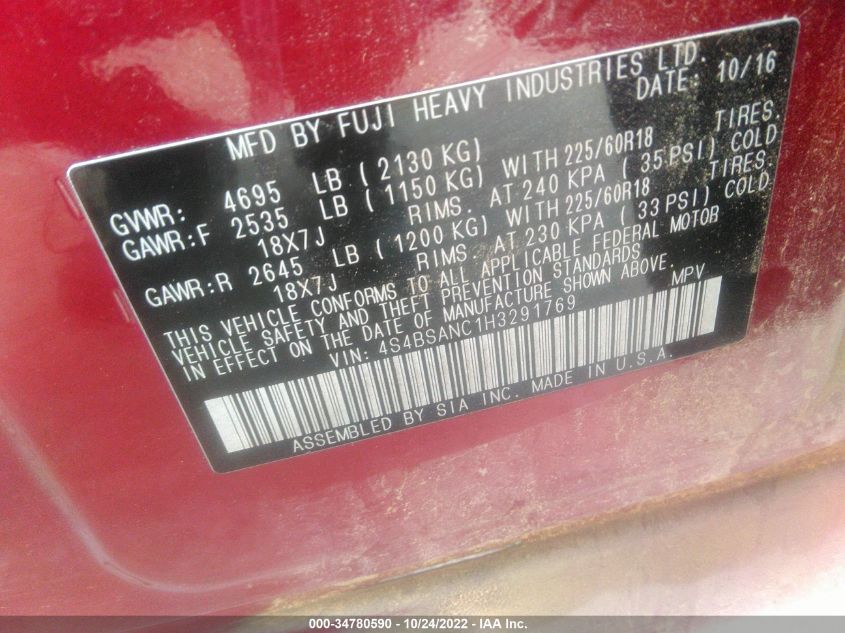 MFD BY FUJI HEAVY INDUSTRIES LTD.
DATE: 10/16
GVWR: 4695 LB (2130 KG)
GAWR:F 2535 LB (1150 KG) WITH 225/60R18 TIRES.
18X7J RIMS. AT 240 KPA (35 PSI) COLD
GAWR:R 2645 LB (1200 KG) WITH 225/60R18 TIRES.
18X7J RIMS. AT 230 KPA (33 PSI) COLD.
THIS VEHICLE CONFORMS TO ALL APPLICABLE FEDERAL MOTOR
VEHICLE SAFETY AND THEFT PREVENTION STANDARDS
IN EFFECT ON THE DATE OF MANUFACTURE SHOWN ABOVE.
VIN: 4S4BSANC1H3291769 MPV
ASSEMBLED BY SIA INC. MADE IN U.S.A.
000-34780590 - 10/24/2022 - IAA Inc.